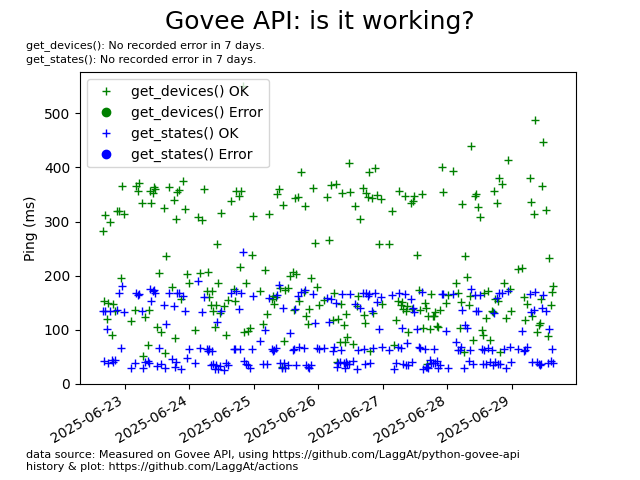 Govee API: is it working?
get_devices(): No recorded error in 7 days.
get_states(): No recorded error in 7 days.
get_devices() OK
get_devices() Error
get_states() OK
get_states() Error
Ping (ms)
500
400
300
200
100
0
2025-06-23
2025-06-24
2025-06-25
2025-06-26
2025-06-27
2025-06-28
2025-06-29
data source: Measured on Govee API, using https://github.com/LaggAt/python-govee-api
history & plot: https://github.com/LaggAt/actions